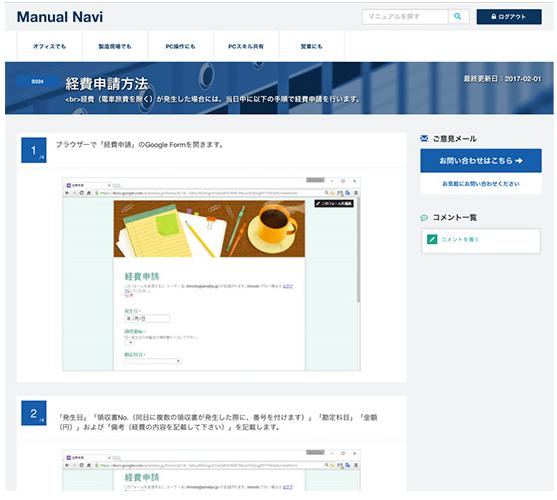 Manual Navi
マニュアルを探す
ログアウト
オフィスでも
製造現場でも
PC操作にも
PCスキル共有
営業にも
S024
経費申請方法
最終更新日：2017-02-01
<br>経費（電車旅費を除く）が発生した場合には、当日中に以下の手順で経費申請を行います。
1
/4
ブラウザーで「経費申請」のGoogle Formを開きます。
このフォームを編集
経費申請
発生日
年/月/日
領収書No.
勘定科目
ご意見メール
お問い合わせはこちら
お気軽にお問い合わせください
コメント一覧
コメントを書く
2
/4
「発生日」「領収書No.（同日に複数の領収書が発生した際に、番号を付けます）」「勘定科目」「金額
（円）」および「備考（経費の内容を記載して下さい）」を記載します。
経費申請